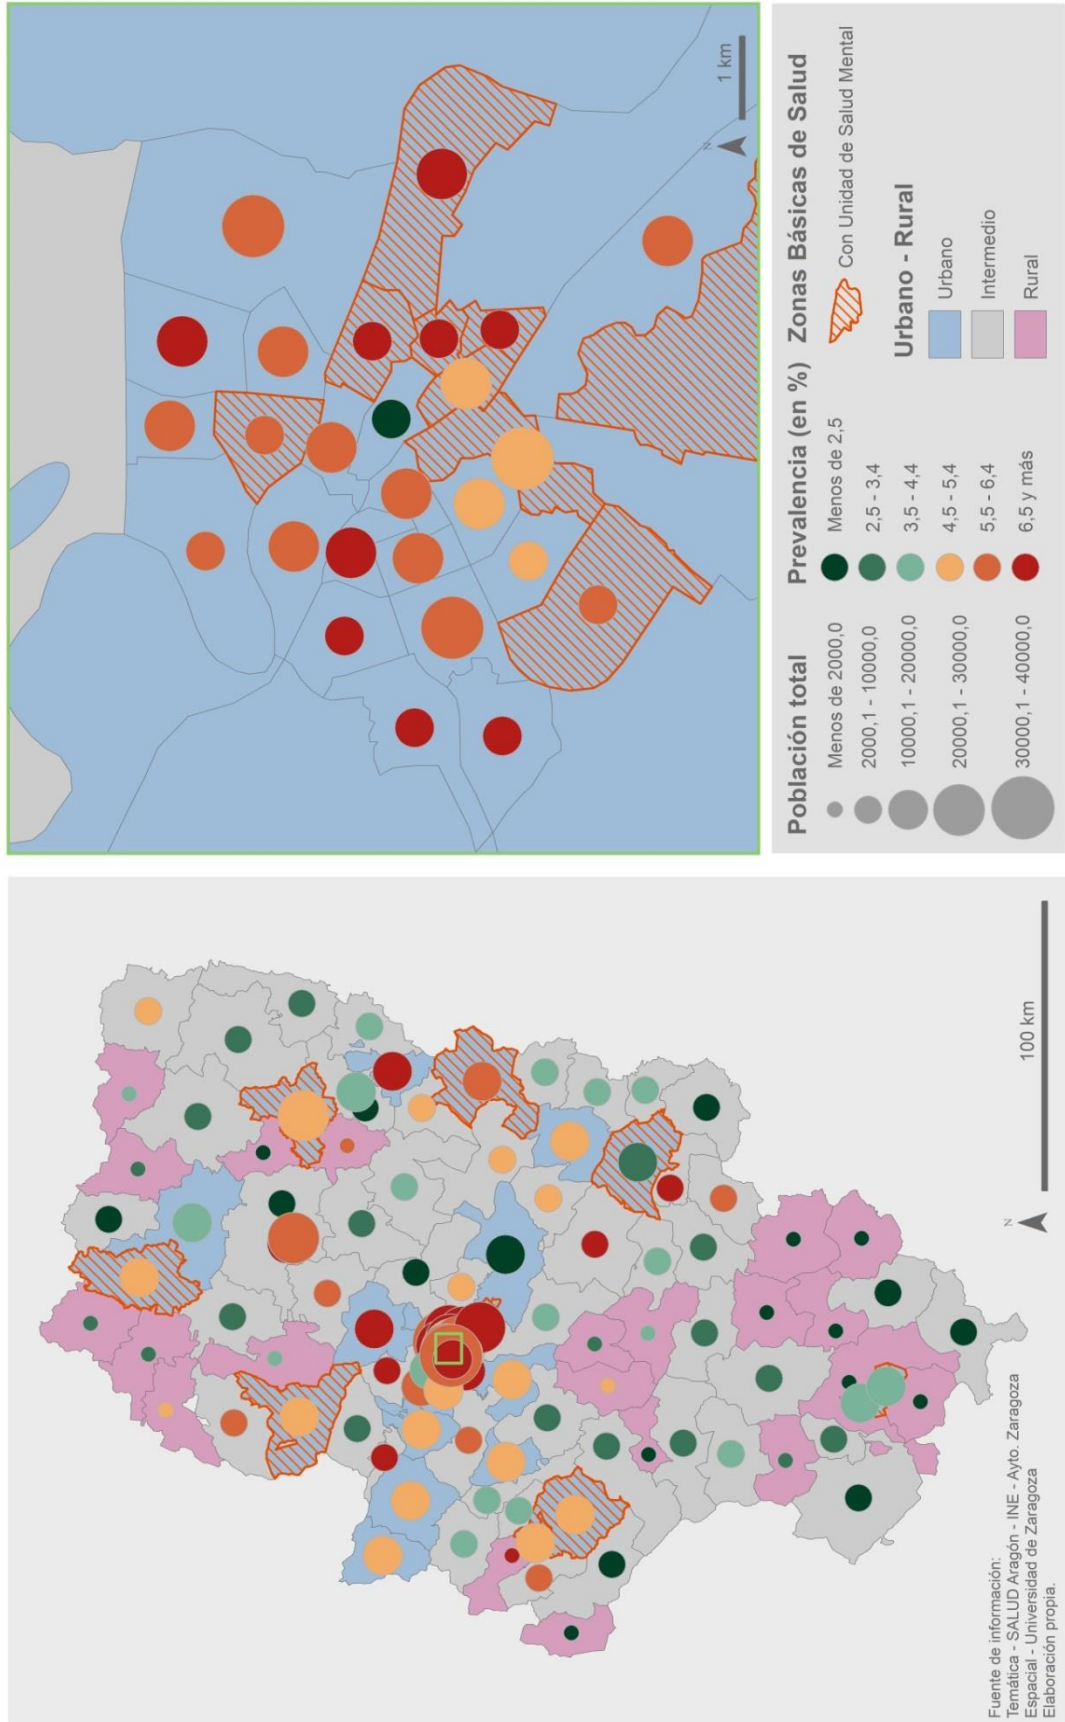 Fuente de información:
Temática - SALUD Aragón - INE - Ayto. Zaragoza
Espacial - Universidad de Zaragoza
Elaboración propia.
N
100 km
N
1 km
Población total
Menos de 2000,0
2000,1 - 10000,0
10000,1 - 20000,0
20000,1 - 30000,0
30000,1 - 40000,0
Prevalencia (en %)
Menos de 2,5
2,5 - 3,4
3,5 - 4,4
4,5 - 5,4
5,5 - 6,4
6,5 y más
Zonas Básicas de Salud
Con Unidad de Salud Mental
Urbano - Rural
Urbano
Intermedio
Rural